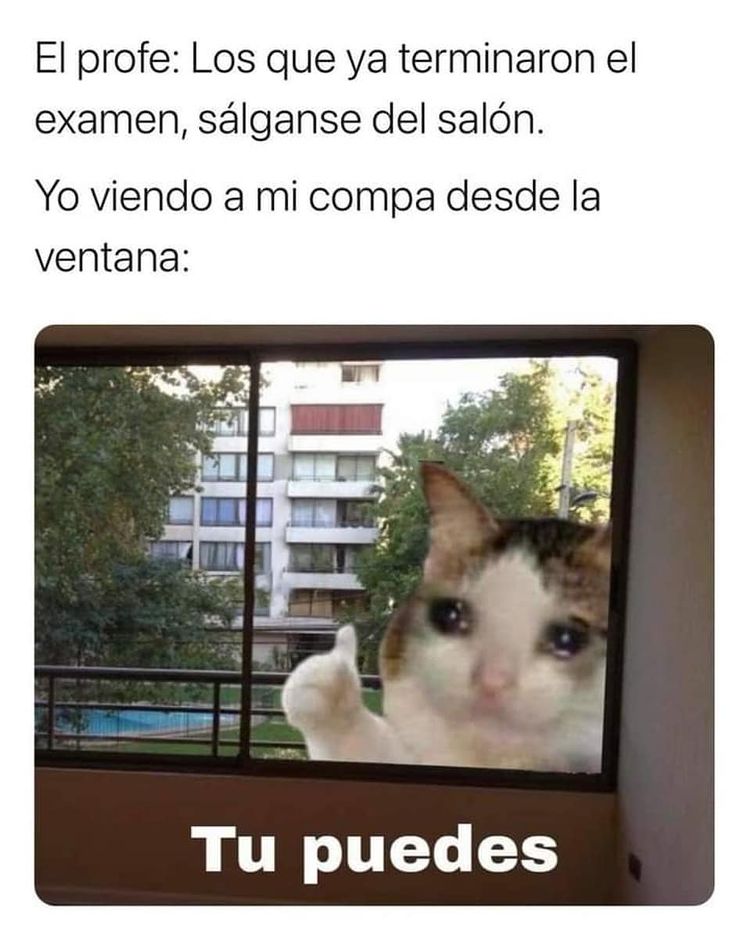 El profe: Los que ya terminaron el
examen, sálganse del salón.
Yo viendo a mi compa desde la
ventana:
Tu puedes